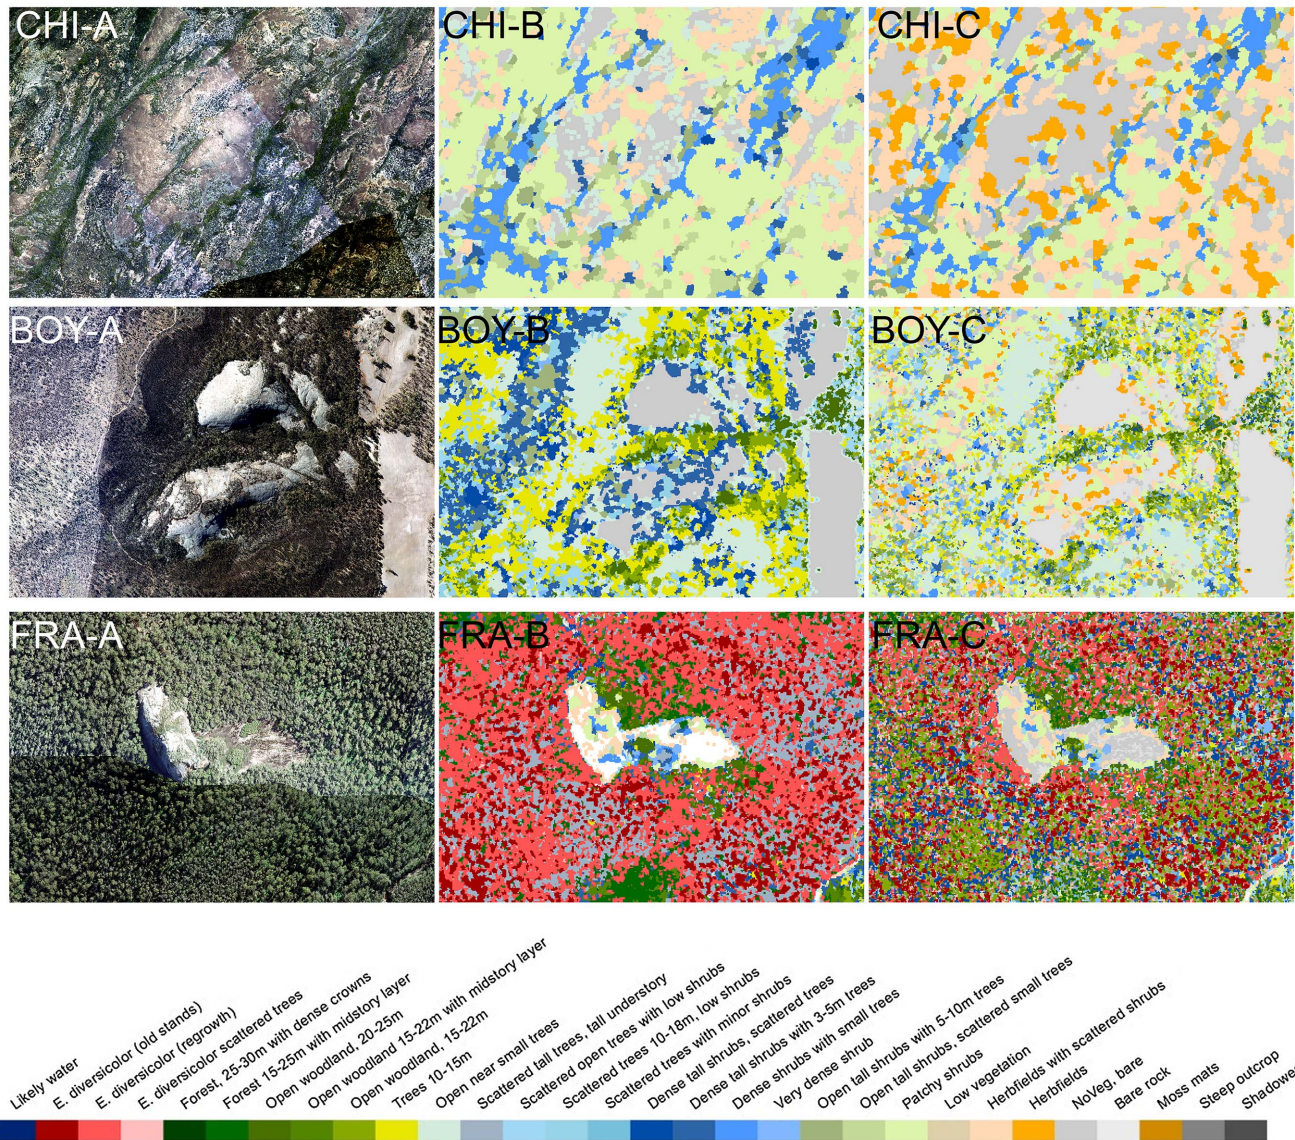 CHI-A
CHI-B
CHI-C
BOY-A
BOY-B
BOY-C
FRA-A
FRA-B
FRA-C
Likely water
E. diversicolor (old stands)
E. diversicolor (regrowth)
E. diversicolor scattered trees
Forest, 25-30m with dense crowns
Forest 15-25m with midstory layer
Open woodland, 20-25m
Open woodland 15-22m with midstory layer
Open woodland, 15-22m
Trees 10-15m
Open near small trees
Scattered tall trees, tall understory
Scattered open trees with low shrubs
Scattered trees 10-18m, low shrubs
Scattered trees with minor shrubs
Dense tall shrubs, scattered trees
Dense tall shrubs with 3-5m trees
Dense shrubs with small trees
Very dense shrub
Open tall shrubs with 5-10m trees
Open tall shrubs, scattered small trees
Patchy shrubs
Low vegetation
Herbfields with scattered shrubs
Herbfields
NoVeg, bare
Bare rock
Moss mats
Steep outcrop
Shadowe